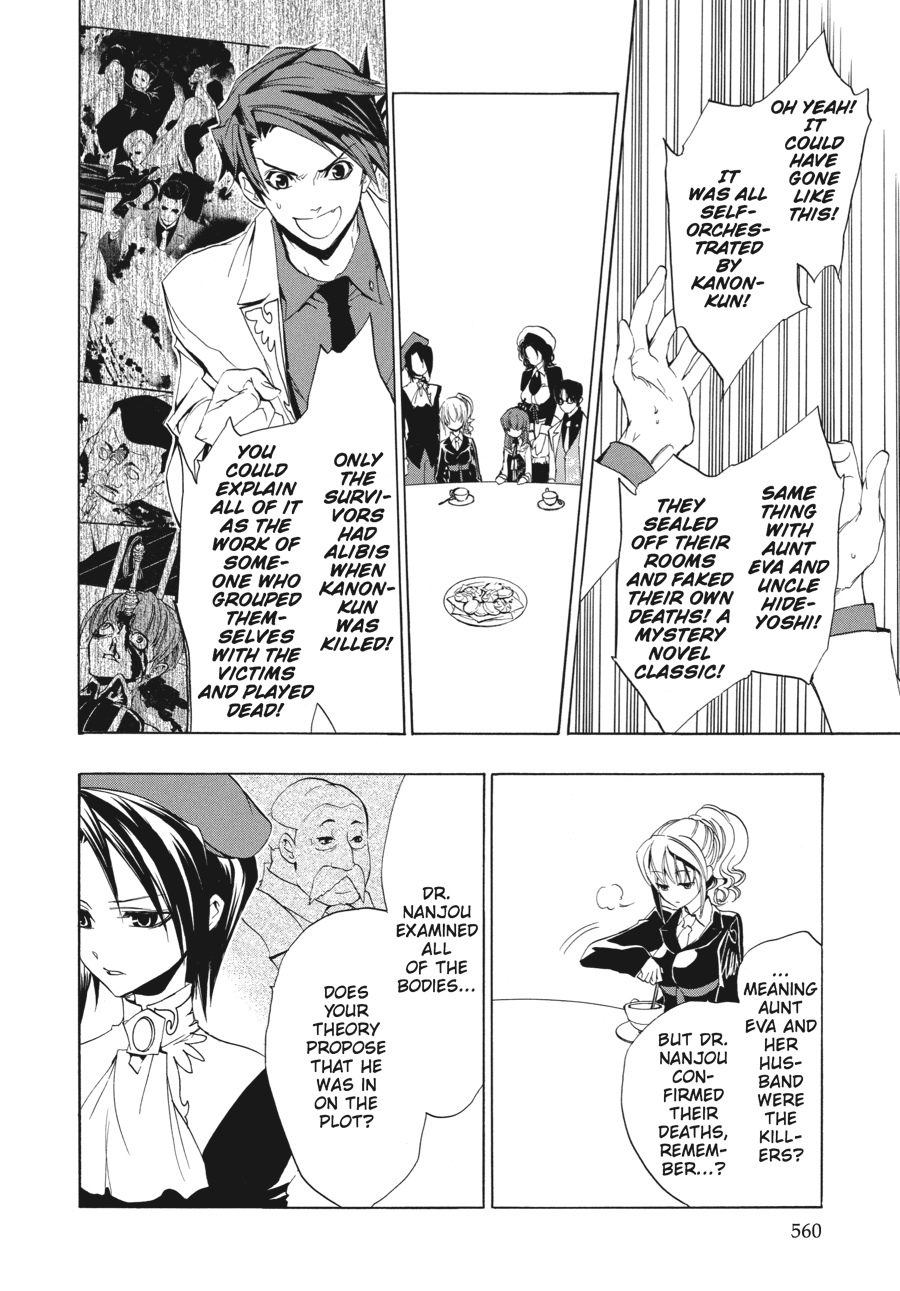 OH YEAH!
IT
COULD
HAVE
GONE
LIKE
THIS!
IT
WAS ALL
SELF-
ORCHES-
TRATED
BY
KANON-
KUN!
SAME
THING
WITH
AUNT
EVA AND
UNCLE
HIDE-
YOSHI!
THEY
SEALED
OFF THEIR
ROOMS
AND FAKED
THEIR OWN
DEATHS! A
MYSTERY
NOVEL
CLASSIC!
ONLY
THE
SURVI-
VORS
HAD
ALIBIS
WHEN
KANON-
KUN
WAS
KILLED!
YOU
COULD
EXPLAIN
ALL OF IT
AS THE
WORK OF
SOME-
ONE WHO
GROUPED
THEM-
SELVES
WITH THE
VICTIMS
AND PLAYED
DEAD!
...
MEANING
AUNT
EVA AND
HER
HUS-
BAND
WERE
THE
KILL-
ERS?
BUT DR.
NANJOU
CON-
FIRMED
THEIR
DEATHS,
REMEM-
BER...?
DR.
NANJOU
EXAMINED
ALL
OF THE
BODIES...
DOES
YOUR
THEORY
PROPOSE
THAT HE
WAS IN
ON THE
PLOT?
560